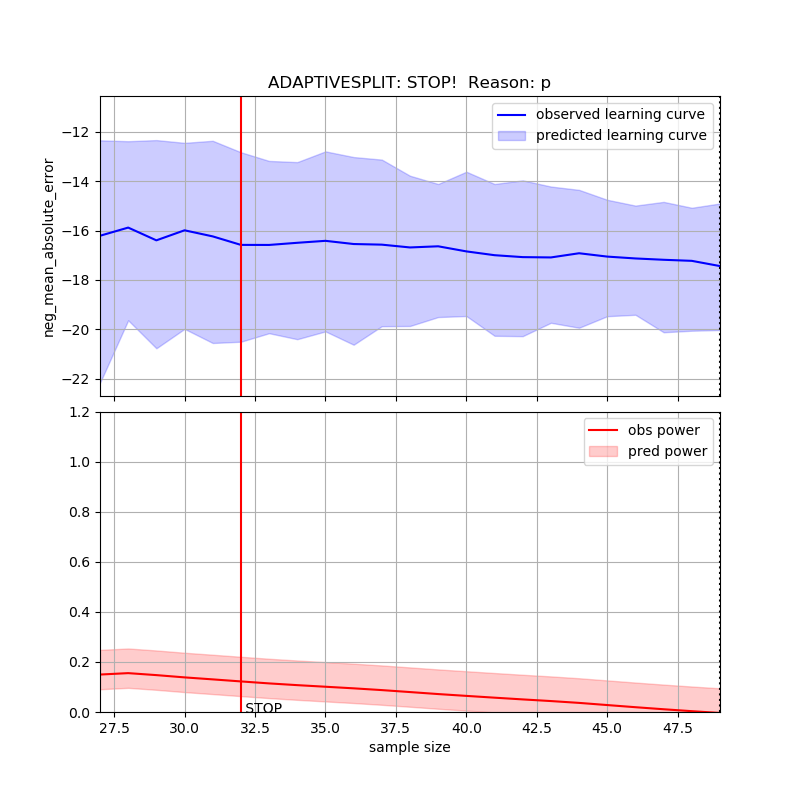 ADAPTIVESPLIT: STOP!  Reason: p
observed learning curve
predicted learning curve
neg_mean_absolute_error
−12
−14
−16
−18
−20
−22
obs power
pred power
1.2
1.0
0.8
0.6
0.4
0.2
0.0
STOP
27.5 30.0 32.5 35.0 37.5 40.0 42.5 45.0 47.5
sample size